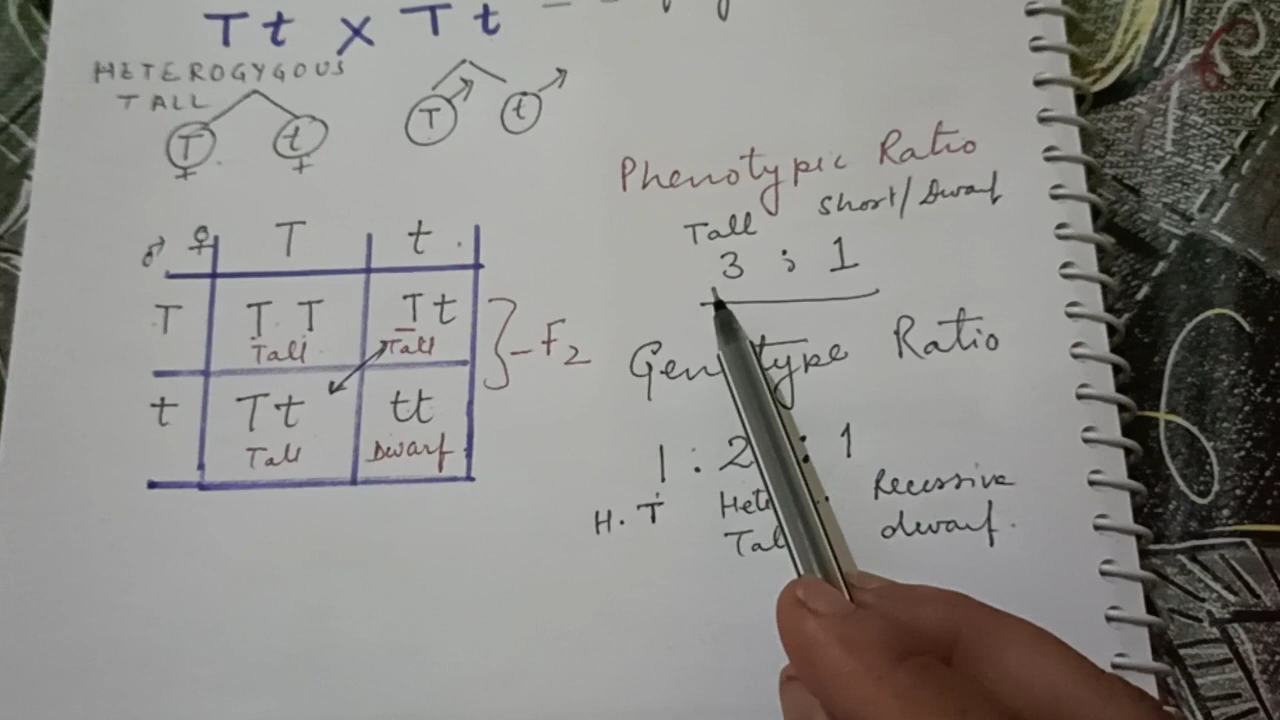 Tt x Tt -
HETEROGYGOUS
TALL
T t T t
♀ ♀
Phenotypic Ratio
Tall Short/Dwarf
3 : 1
♂ ♀ T t
T TT Tt
Tall Tall
} - F2
t Tt tt
Tall Dwarf
Ratio
1 : 2 : 1
H. T Recessive
dwarf.